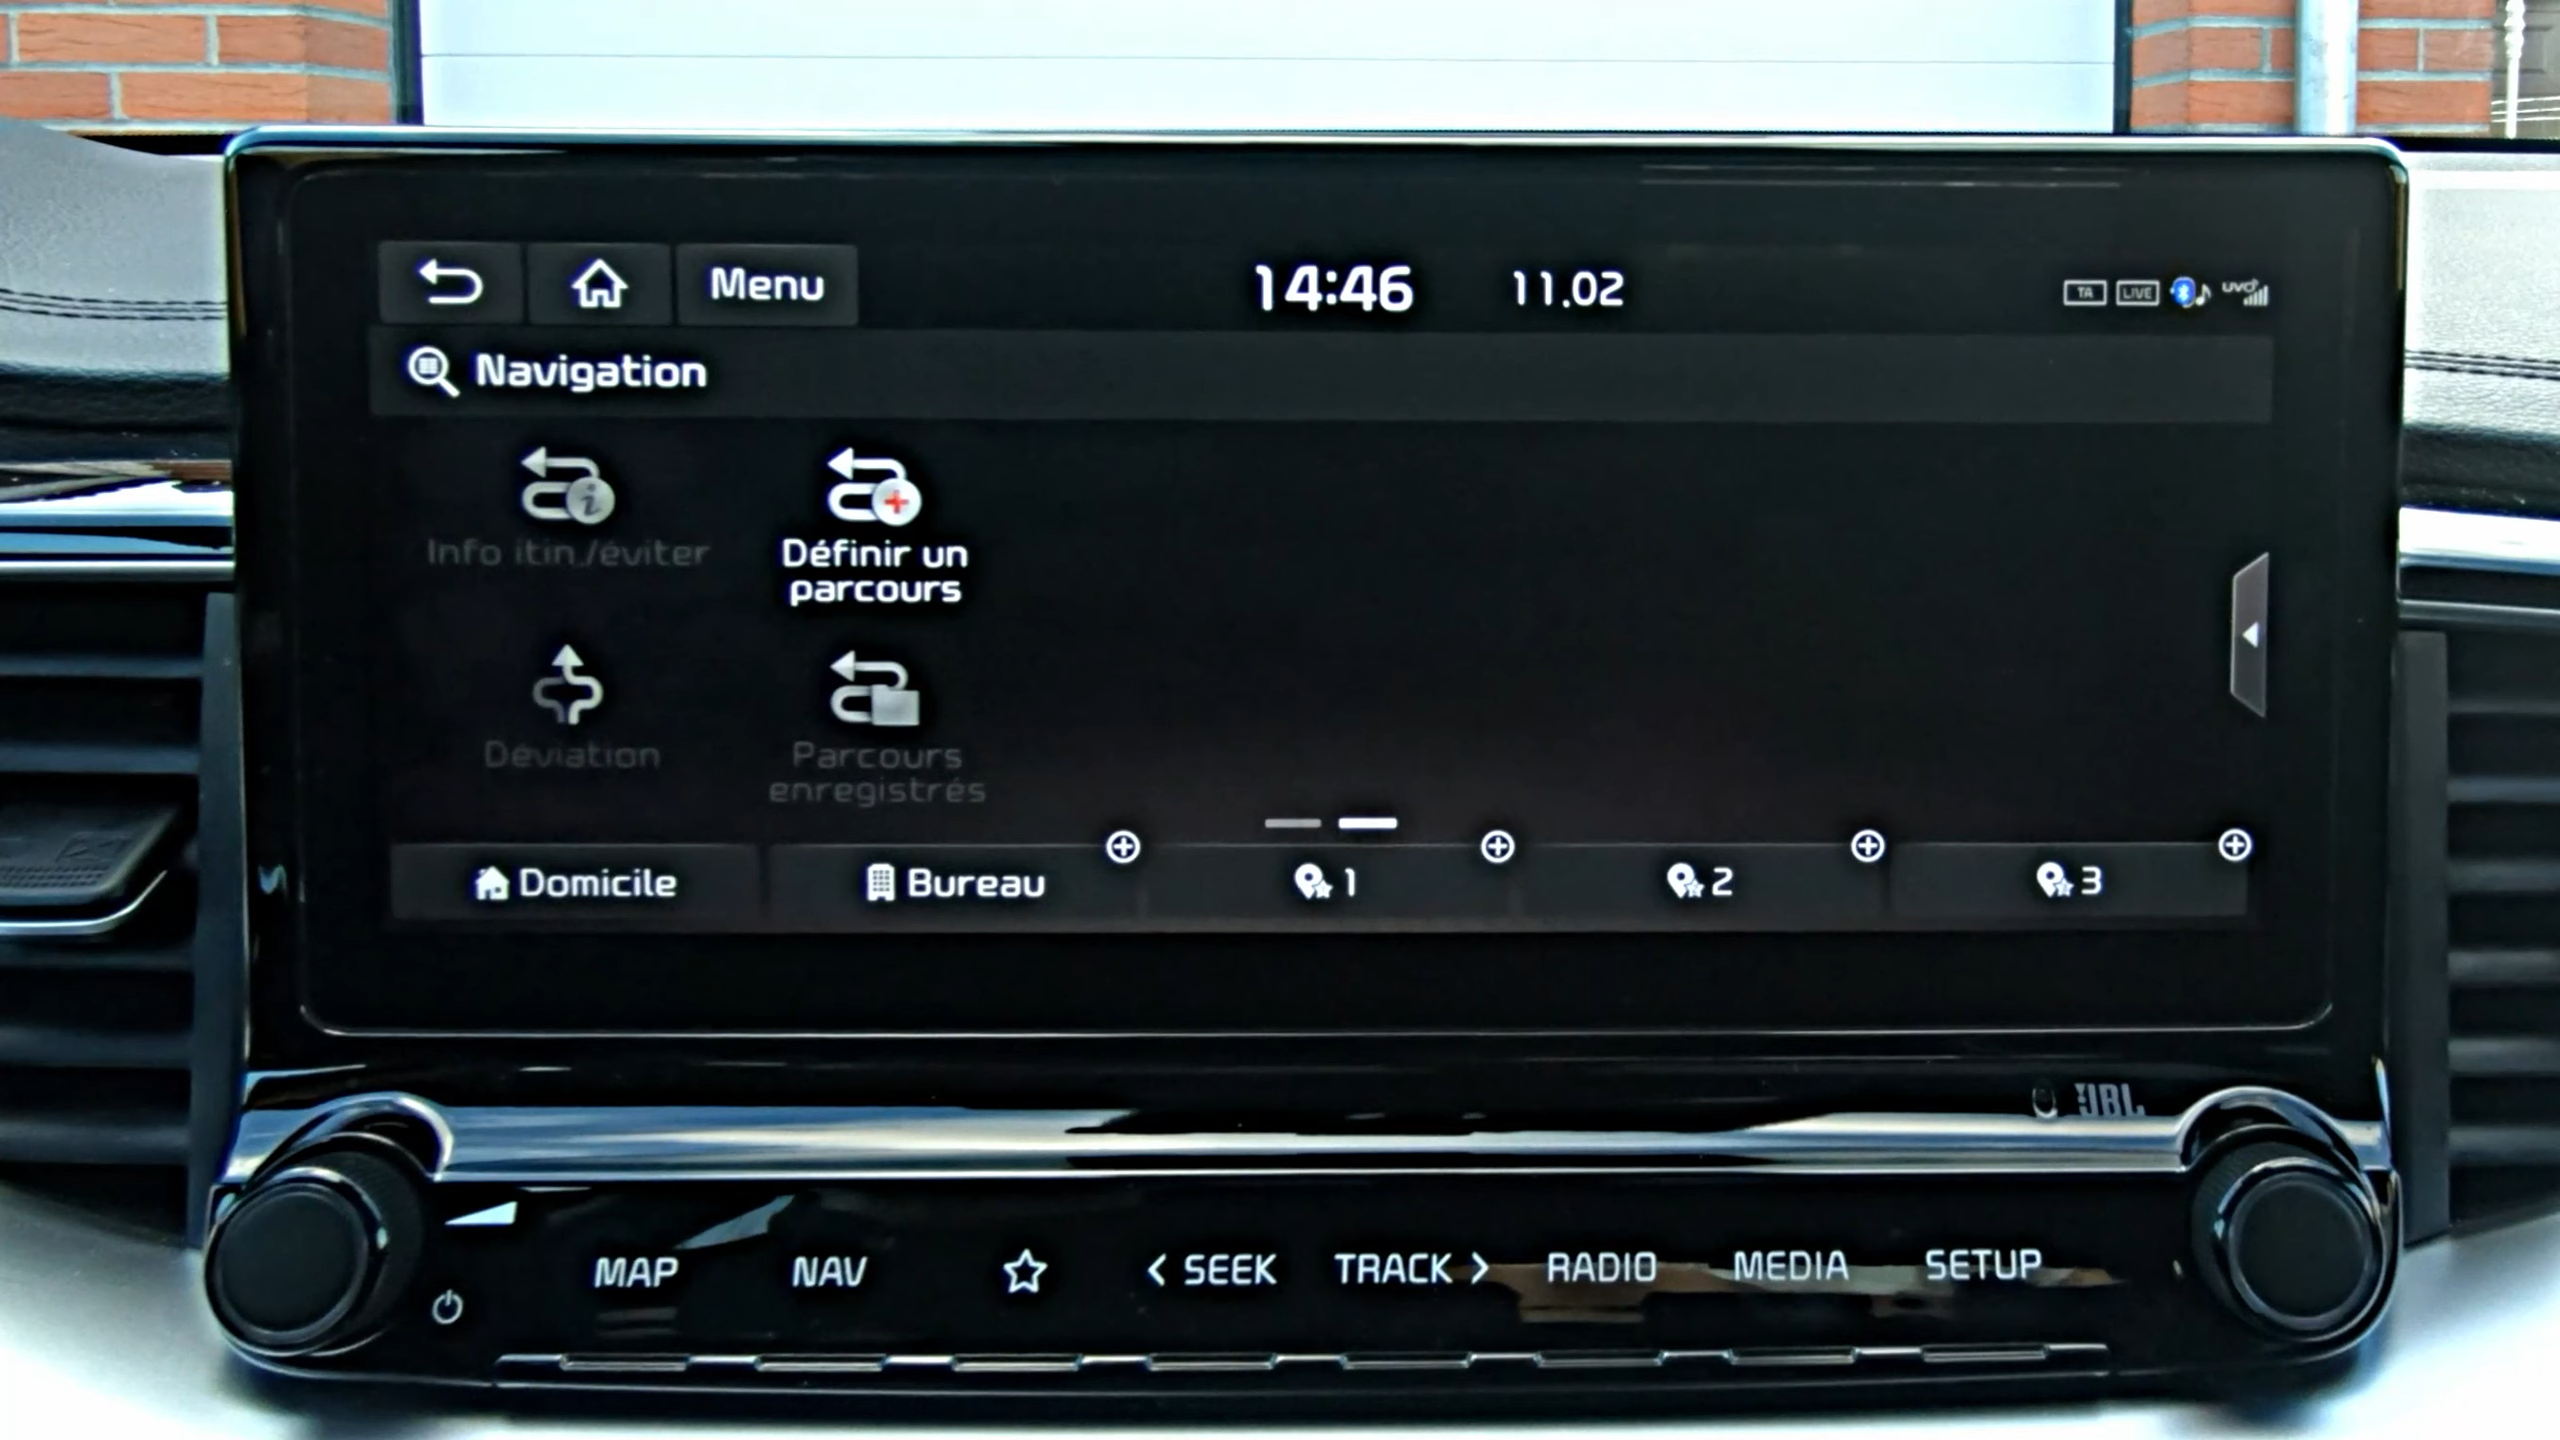 Menu
14:46
11.02
TA
LIVE
UVO
Navigation
Info itin./éviter
Définir un
parcours
Déviation
Parcours
enregistrés
Domicile
Bureau
1
2
3
JBL
MAP
NAV
< SEEK
TRACK >
RADIO
MEDIA
SETUP